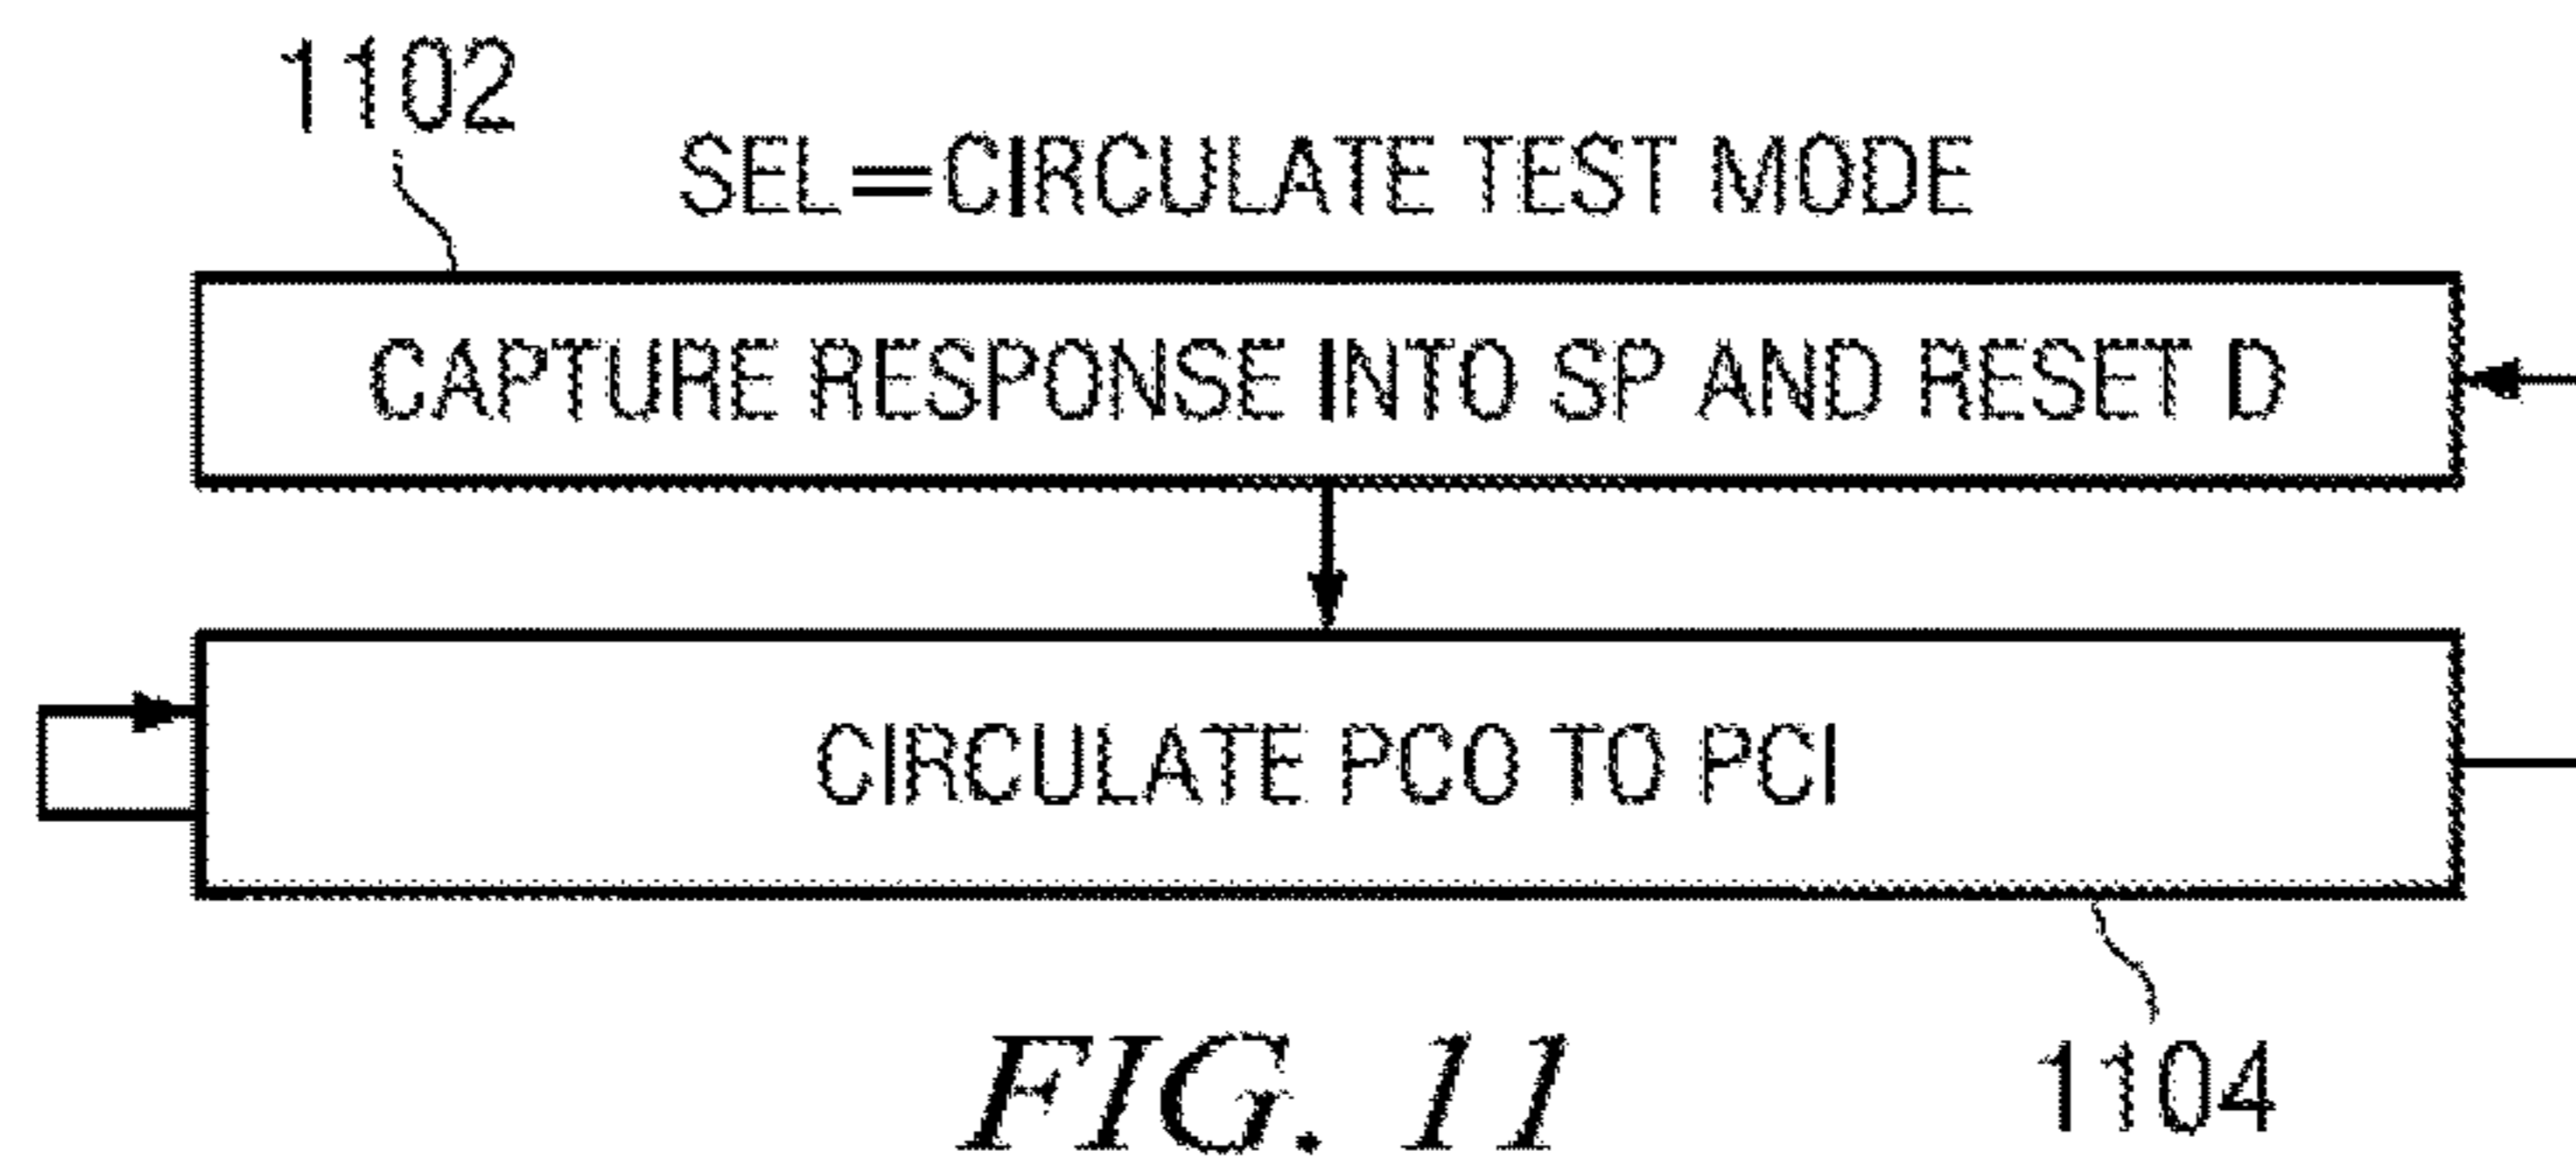 1102
SEL=CIRCULATE TEST MODE
CAPTURE RESPONSE INTO SP AND RESET D
CIRCULATE PCO TO PCI
1104
FIG. 11